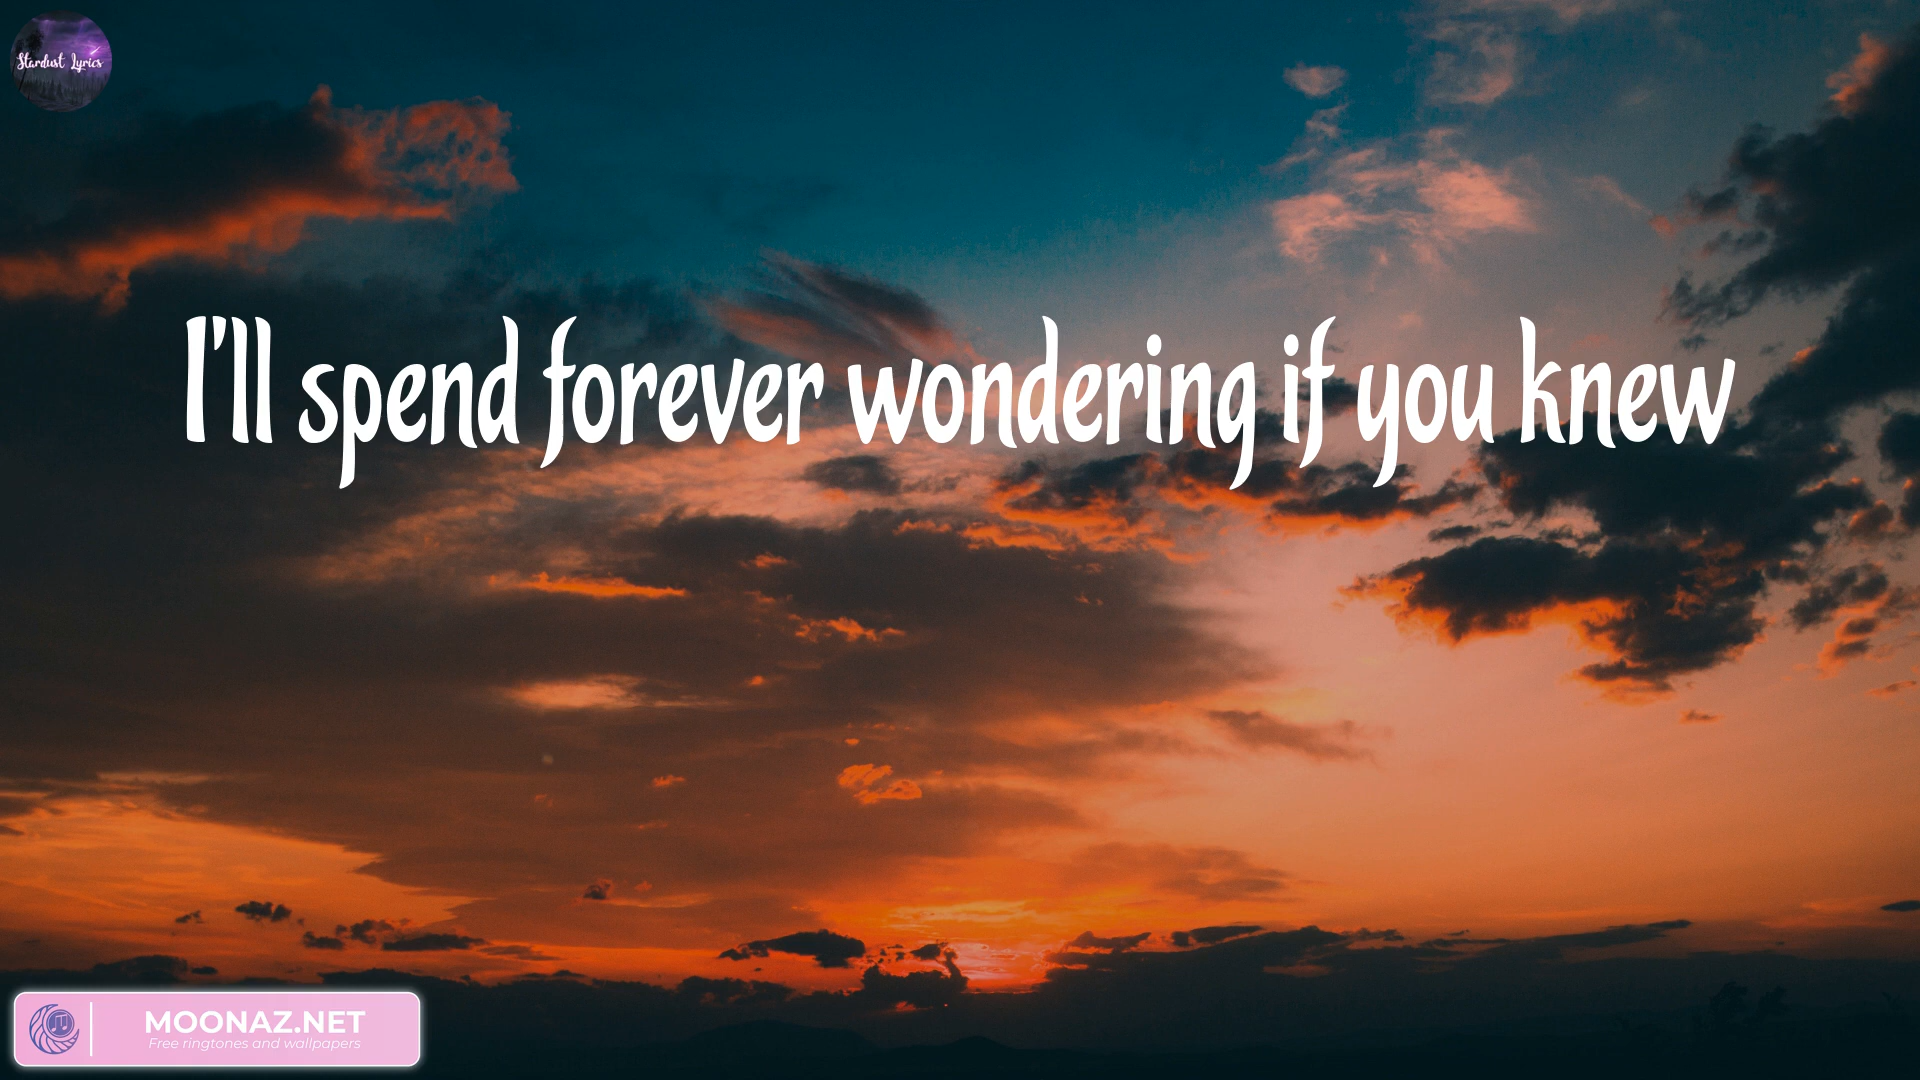 Stardust Lyrics
I'll spend forever wondering if you knew
MOONAZ.NET
Free ringtones and wallpapers